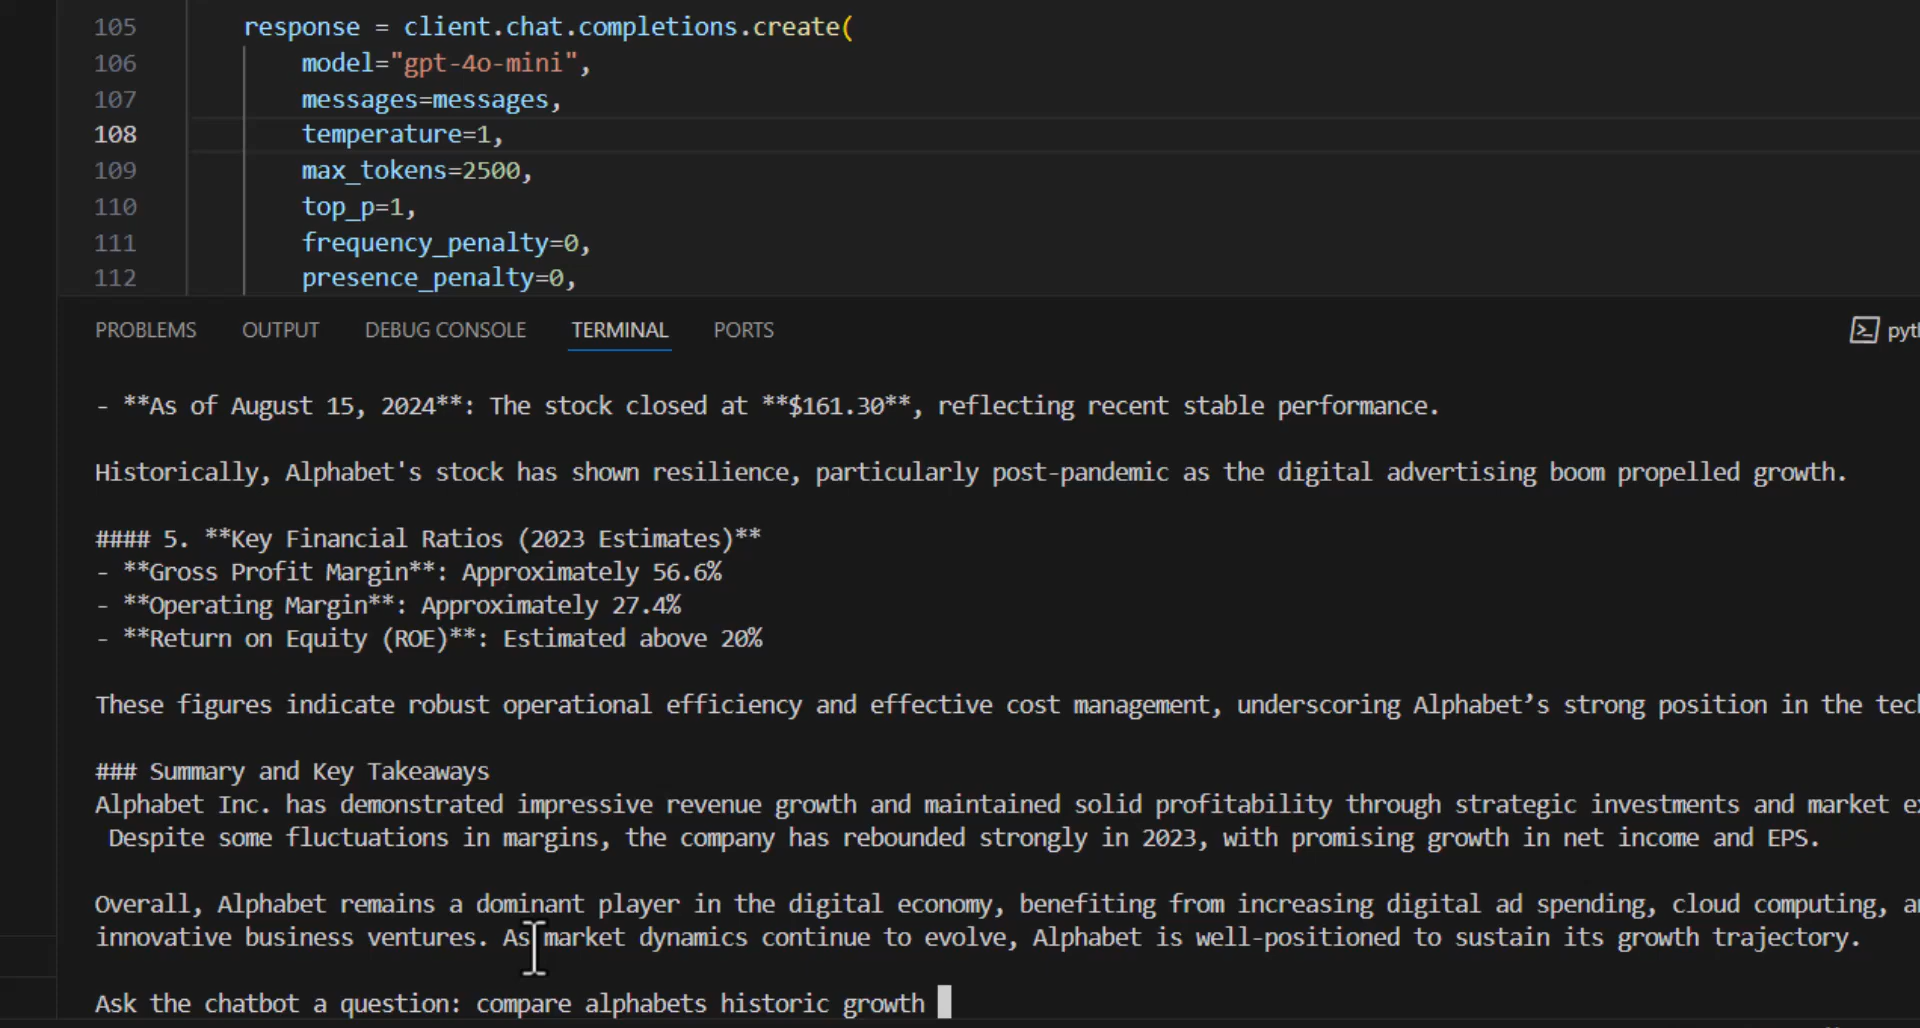 105 response = client.chat.completions.create(
106 model="gpt-4o-mini",
107 messages=messages,
108 temperature=1,
109 max_tokens=2500,
110 top_p=1,
111 frequency_penalty=0,
112 presence_penalty=0,
PROBLEMS OUTPUT DEBUG CONSOLE TERMINAL PORTS
- **As of August 15, 2024**: The stock closed at **$161.30**, reflecting recent stable performance.
Historically, Alphabet's stock has shown resilience, particularly post-pandemic as the digital advertising boom propelled growth.
#### 5. **Key Financial Ratios (2023 Estimates)**
- **Gross Profit Margin**: Approximately 56.6%
- **Operating Margin**: Approximately 27.4%
- **Return on Equity (ROE)**: Estimated above 20%
These figures indicate robust operational efficiency and effective cost management, underscoring Alphabet’s strong position in the
### Summary and Key Takeaways
Alphabet Inc. has demonstrated impressive revenue growth and maintained solid profitability through strategic investments and market
Despite some fluctuations in margins, the company has rebounded strongly in 2023, with promising growth in net income and EPS.
Overall, Alphabet remains a dominant player in the digital economy, benefiting from increasing digital ad spending, cloud computing,
innovative business ventures. As market dynamics continue to evolve, Alphabet is well-positioned to sustain its growth trajectory.
Ask the chatbot a question: compare alphabets historic growth